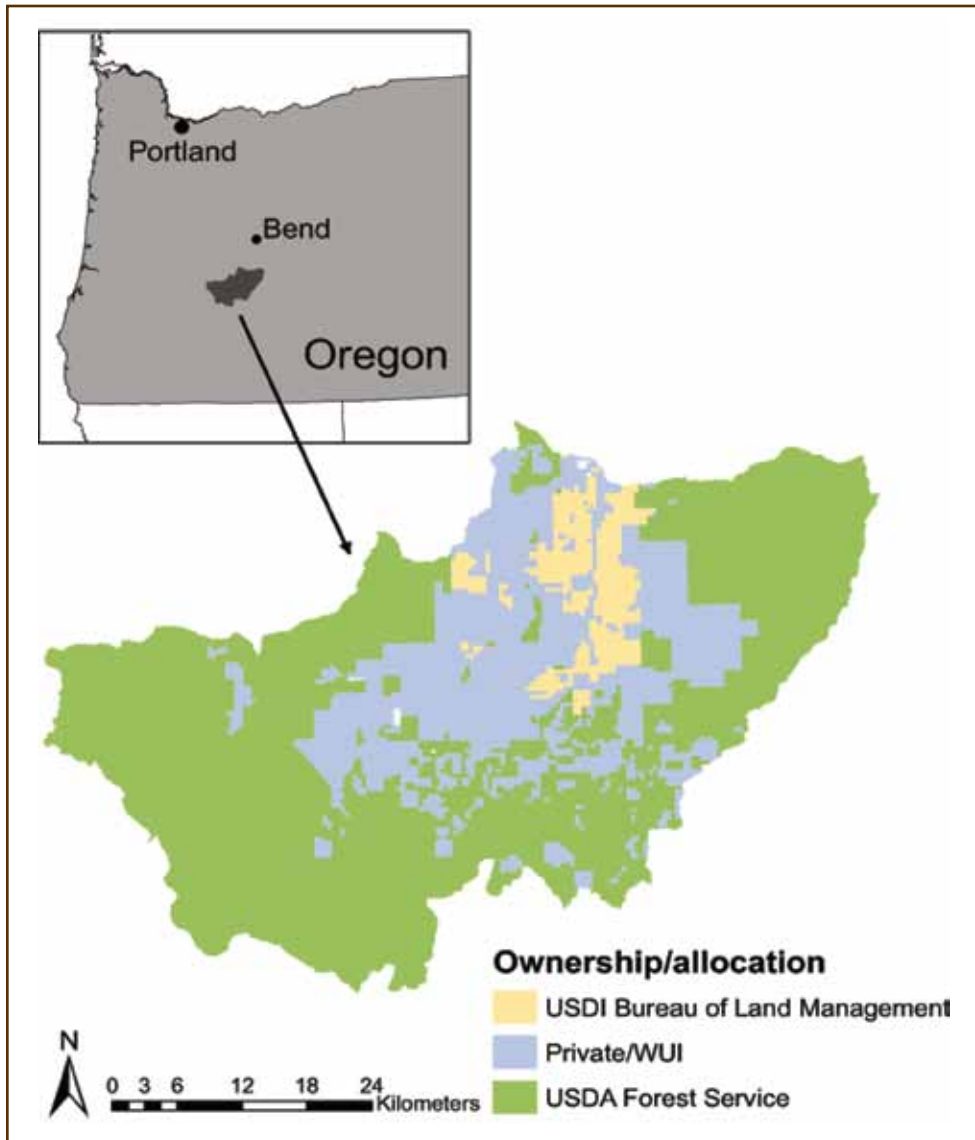 Portland
Bend
Oregon
Ownership/allocation
USDI Bureau of Land Management
Private/WUI
USDA Forest Service
N
0 3 6 12 18 24
Kilometers